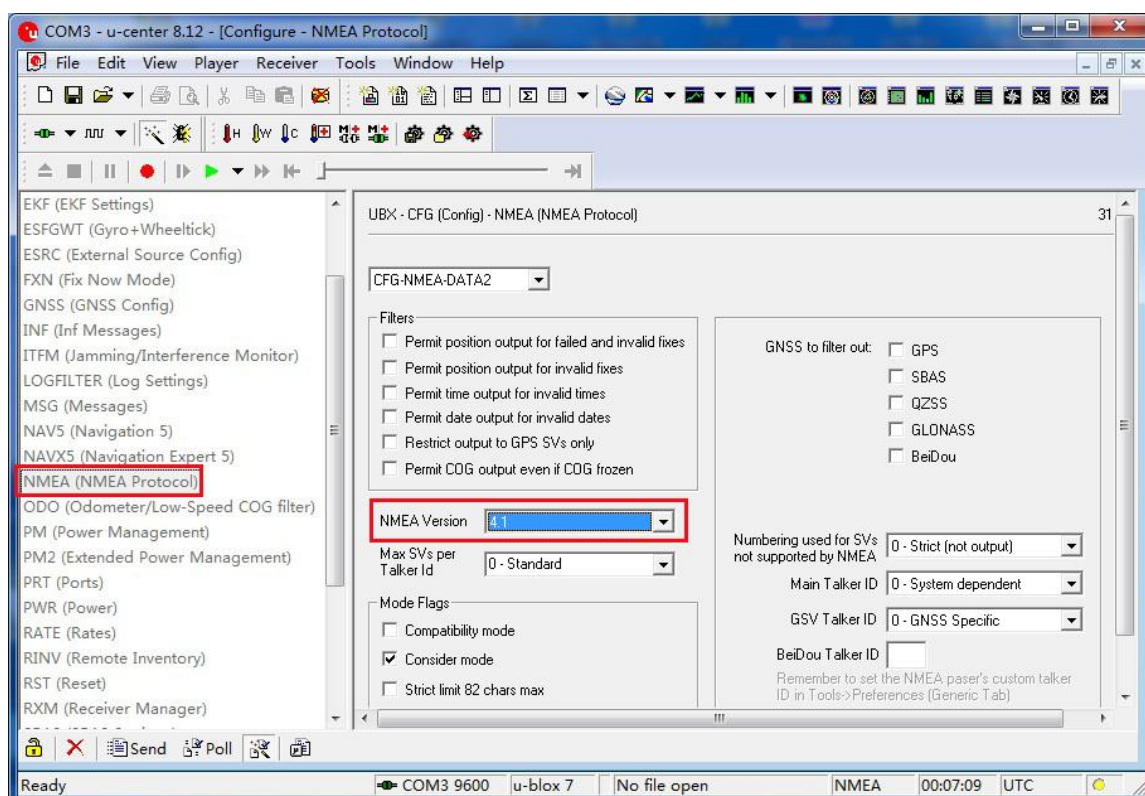 COM3 - u-center 8.12 - [Configure - NMEA Protocol]
File Edit View Player Receiver Tools Window Help
EKF (EKF Settings)
ESFGWT (Gyro+Wheeltick)
ESRC (External Source Config)
FXN (Fix Now Mode)
GNSS (GNSS Config)
INF (Inf Messages)
ITFM (Jamming/Interference Monitor)
LOGFILTER (Log Settings)
MSG (Messages)
NAV5 (Navigation 5)
NAVX5 (Navigation Expert 5)
NMEA (NMEA Protocol)
ODO (Odometer/Low-Speed COG filter)
PM (Power Management)
PM2 (Extended Power Management)
PRT (Ports)
PWR (Power)
RATE (Rates)
RINV (Remote Inventory)
RST (Reset)
RXM (Receiver Manager)
UBX - CFG (Config) - NMEA (NMEA Protocol) 31
CFG-NMEA-DATA2
Filters
Permit position output for failed and invalid fixes
Permit position output for invalid fixes
Permit time output for invalid times
Permit date output for invalid dates
Restrict output to GPS SVs only
Permit COG output even if COG frozen
NMEA Version 4.1
Max SVs per
Talker Id 0 - Standard
Mode Flags
Compatibility mode
Consider mode
Strict limit 82 chars max
GNSS to filter out: GPS
SBAS
QZSS
GLONASS
BeiDou
Numbering used for SVs
not supported by NMEA 0 - Strict (not output)
Main Talker ID 0 - System dependent
GSV Talker ID 0 - GNSS Specific
BeiDou Talker ID
Remember to set the NMEA paser's custom talker
ID in Tools->Preferences (Generic Tab)
Send Poll
Ready COM3 9600 u-blox 7 No file open NMEA 00:07:09 UTC